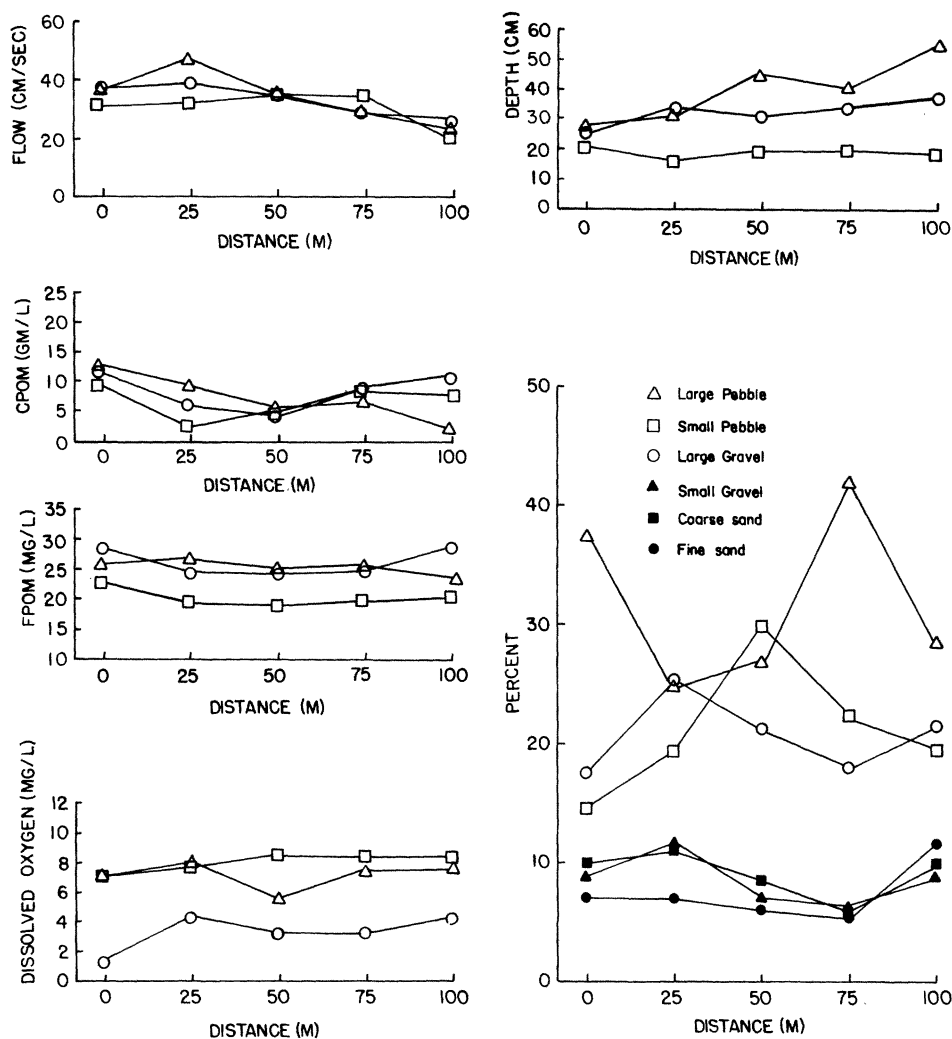 FLOW (CM/SEC)
60
40
20
0
0 25 50 75 100
DISTANCE (M)
DEPTH (CM)
60
50
40
30
20
10
0
0 25 50 75 100
DISTANCE (M)
CPOM (GM/L)
25
20
15
10
5
0
0 25 50 75 100
DISTANCE (M)
FPOM (MG/L)
35
30
25
20
15
10
0 25 50 75 100
DISTANCE (M)
DISSOLVED OXYGEN (MG/L)
12
10
8
6
4
2
0
0 25 50 75 100
DISTANCE (M)
PERCENT
50
40
30
20
10
0
Large Pebble
Small Pebble
Large Gravel
Small Gravel
Coarse sand
Fine sand
0 25 50 75 100
DISTANCE (M)